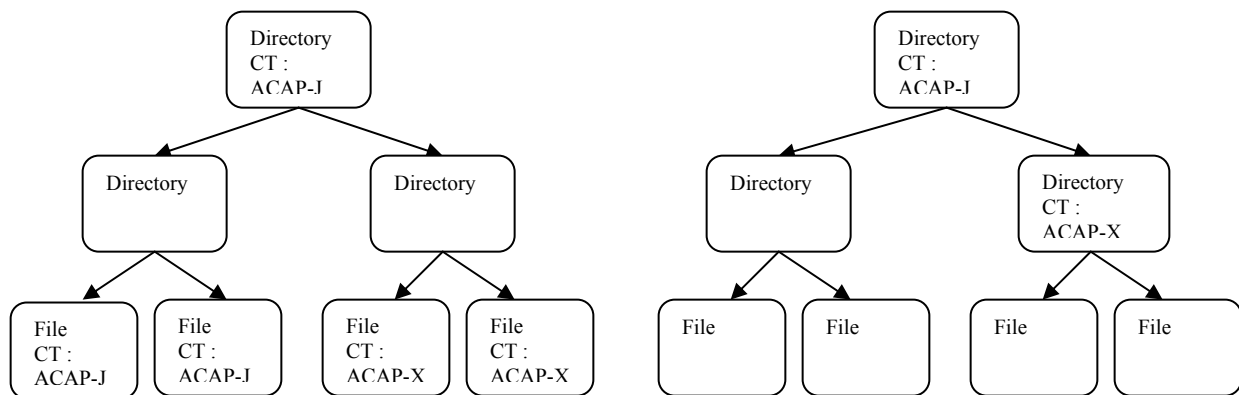 Directory
CT :
ACAP-J
Directory
CT :
ACAP-J
Directory
Directory
Directory
Directory
CT :
ACAP-X
File
CT :
ACAP-J
File
CT :
ACAP-J
File
CT :
ACAP-X
File
CT :
ACAP-X
File
File
File
File